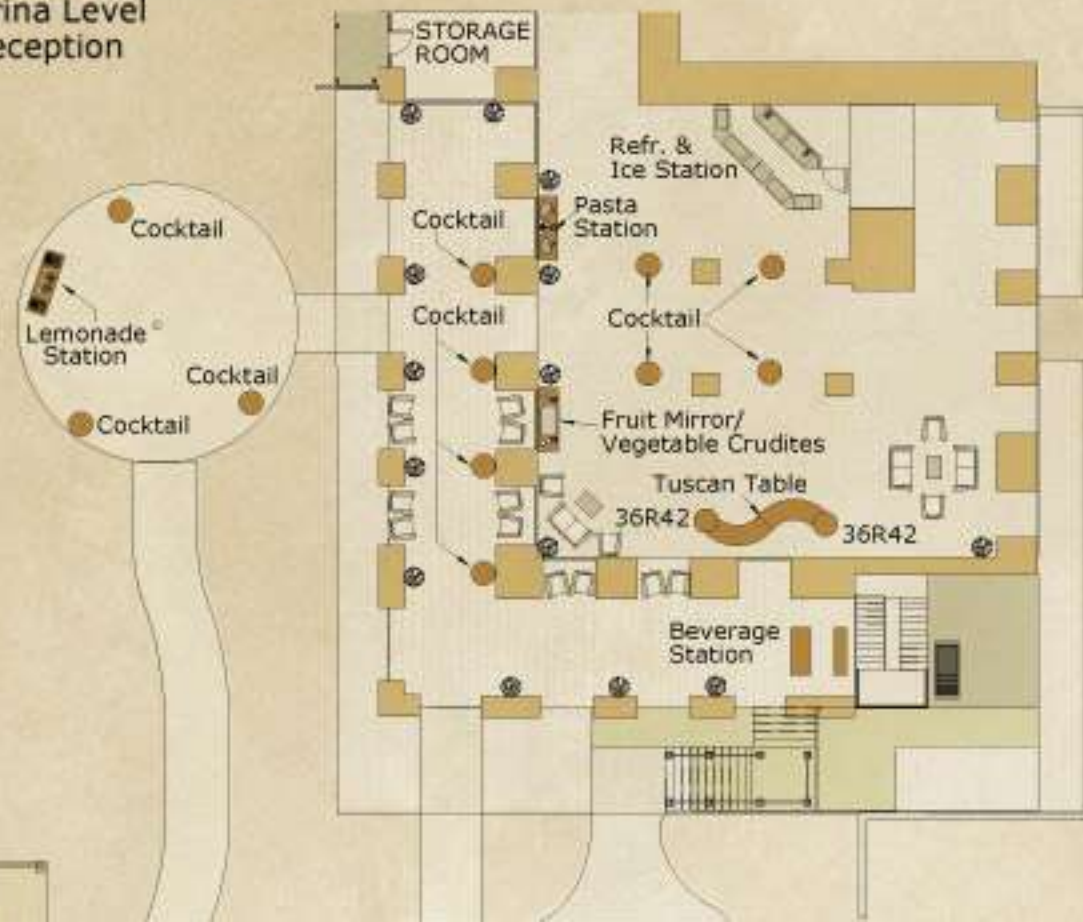 rina Level
eception
STORAGE
ROOM
Refr. &
Ice Station
Pasta
Station
Cocktail
Cocktail
Cocktail
Cocktail
Lemonade
Station
Cocktail
Cocktail
Fruit Mirror/
Vegetable Crudites
Tuscan Table
36R42
36R42
Beverage
Station